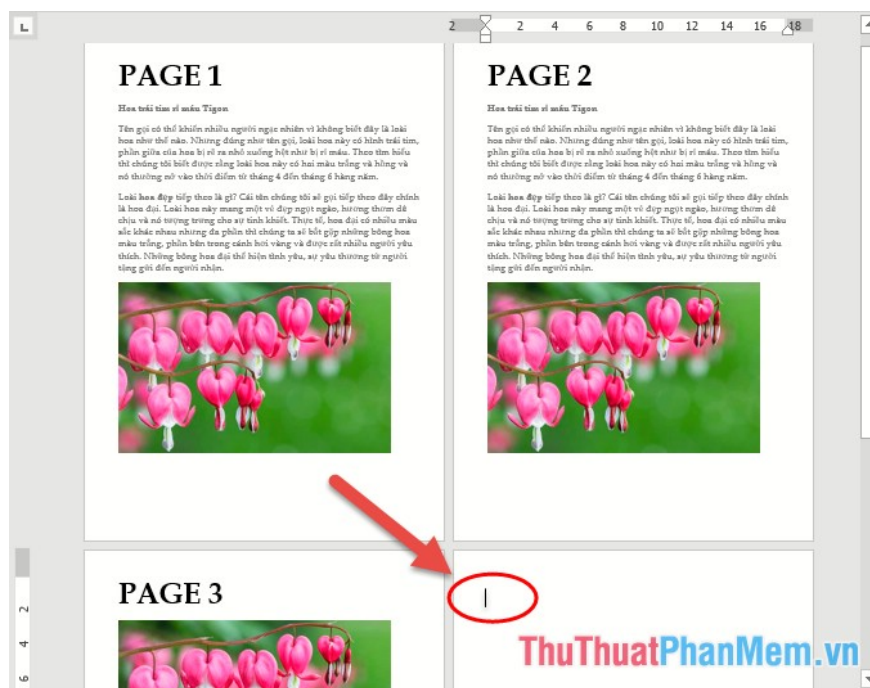 2 2 4 6 8 10 12 14 16 18
PAGE 1
Hoa trái tim rỉ máu Tigon
Tên gọi có thể khiến nhiều người ngạc nhiên vì không biết đây là loài
hoa như thế nào. Nhưng đúng như tên gọi, loài hoa này có hình trái tim,
phần giữa của hoa bị rẽ ra nhỏ xuống hệt như bị rỉ máu. Theo tìm hiểu
thì chúng tôi biết được rằng loài hoa này có hai màu trắng và hồng và
nó thường nở vào thời điểm từ tháng 4 đến tháng 6 hàng năm.
Loài hoa đẹp tiếp theo là gì? Cái tên chúng tôi sẽ gọi tiếp theo đây chính
là hoa đại. Loài hoa này mang một vẻ đẹp ngọt ngào, hương thơm dễ
chịu và nó tượng trưng cho sự tinh khiết. Thực tế, hoa đại có nhiều màu
sắc khác nhau nhưng đa phần thì chúng ta sẽ bắt gặp những bông hoa
màu trắng, phần bên trong cánh hơi vàng và được rất nhiều người yêu
thích. Những bông hoa đại thể hiện tình yêu, sự yêu thương từ người
tặng gửi đến người nhận.
PAGE 2
Hoa trái tim rỉ máu Tigon
Tên gọi có thể khiến nhiều người ngạc nhiên vì không biết đây là loài
hoa như thế nào. Nhưng đúng như tên gọi, loài hoa này có hình trái tim,
phần giữa của hoa bị rẽ ra nhỏ xuống hệt như bị rỉ máu. Theo tìm hiểu
thì chúng tôi biết được rằng loài hoa này có hai màu trắng và hồng và
nó thường nở vào thời điểm từ tháng 4 đến tháng 6 hàng năm.
Loài hoa đẹp tiếp theo là gì? Cái tên chúng tôi sẽ gọi tiếp theo đây chính
là hoa đại. Loài hoa này mang một vẻ đẹp ngọt ngào, hương thơm dễ
chịu và nó tượng trưng cho sự tinh khiết. Thực tế, hoa đại có nhiều màu
sắc khác nhau nhưng đa phần thì chúng ta sẽ bắt gặp những bông hoa
màu trắng, phần bên trong cánh hơi vàng và được rất nhiều người yêu
thích. Những bông hoa đại thể hiện tình yêu, sự yêu thương từ người
tặng gửi đến người nhận.
PAGE 3
2
4
6
ThuThuatPhanMem.vn